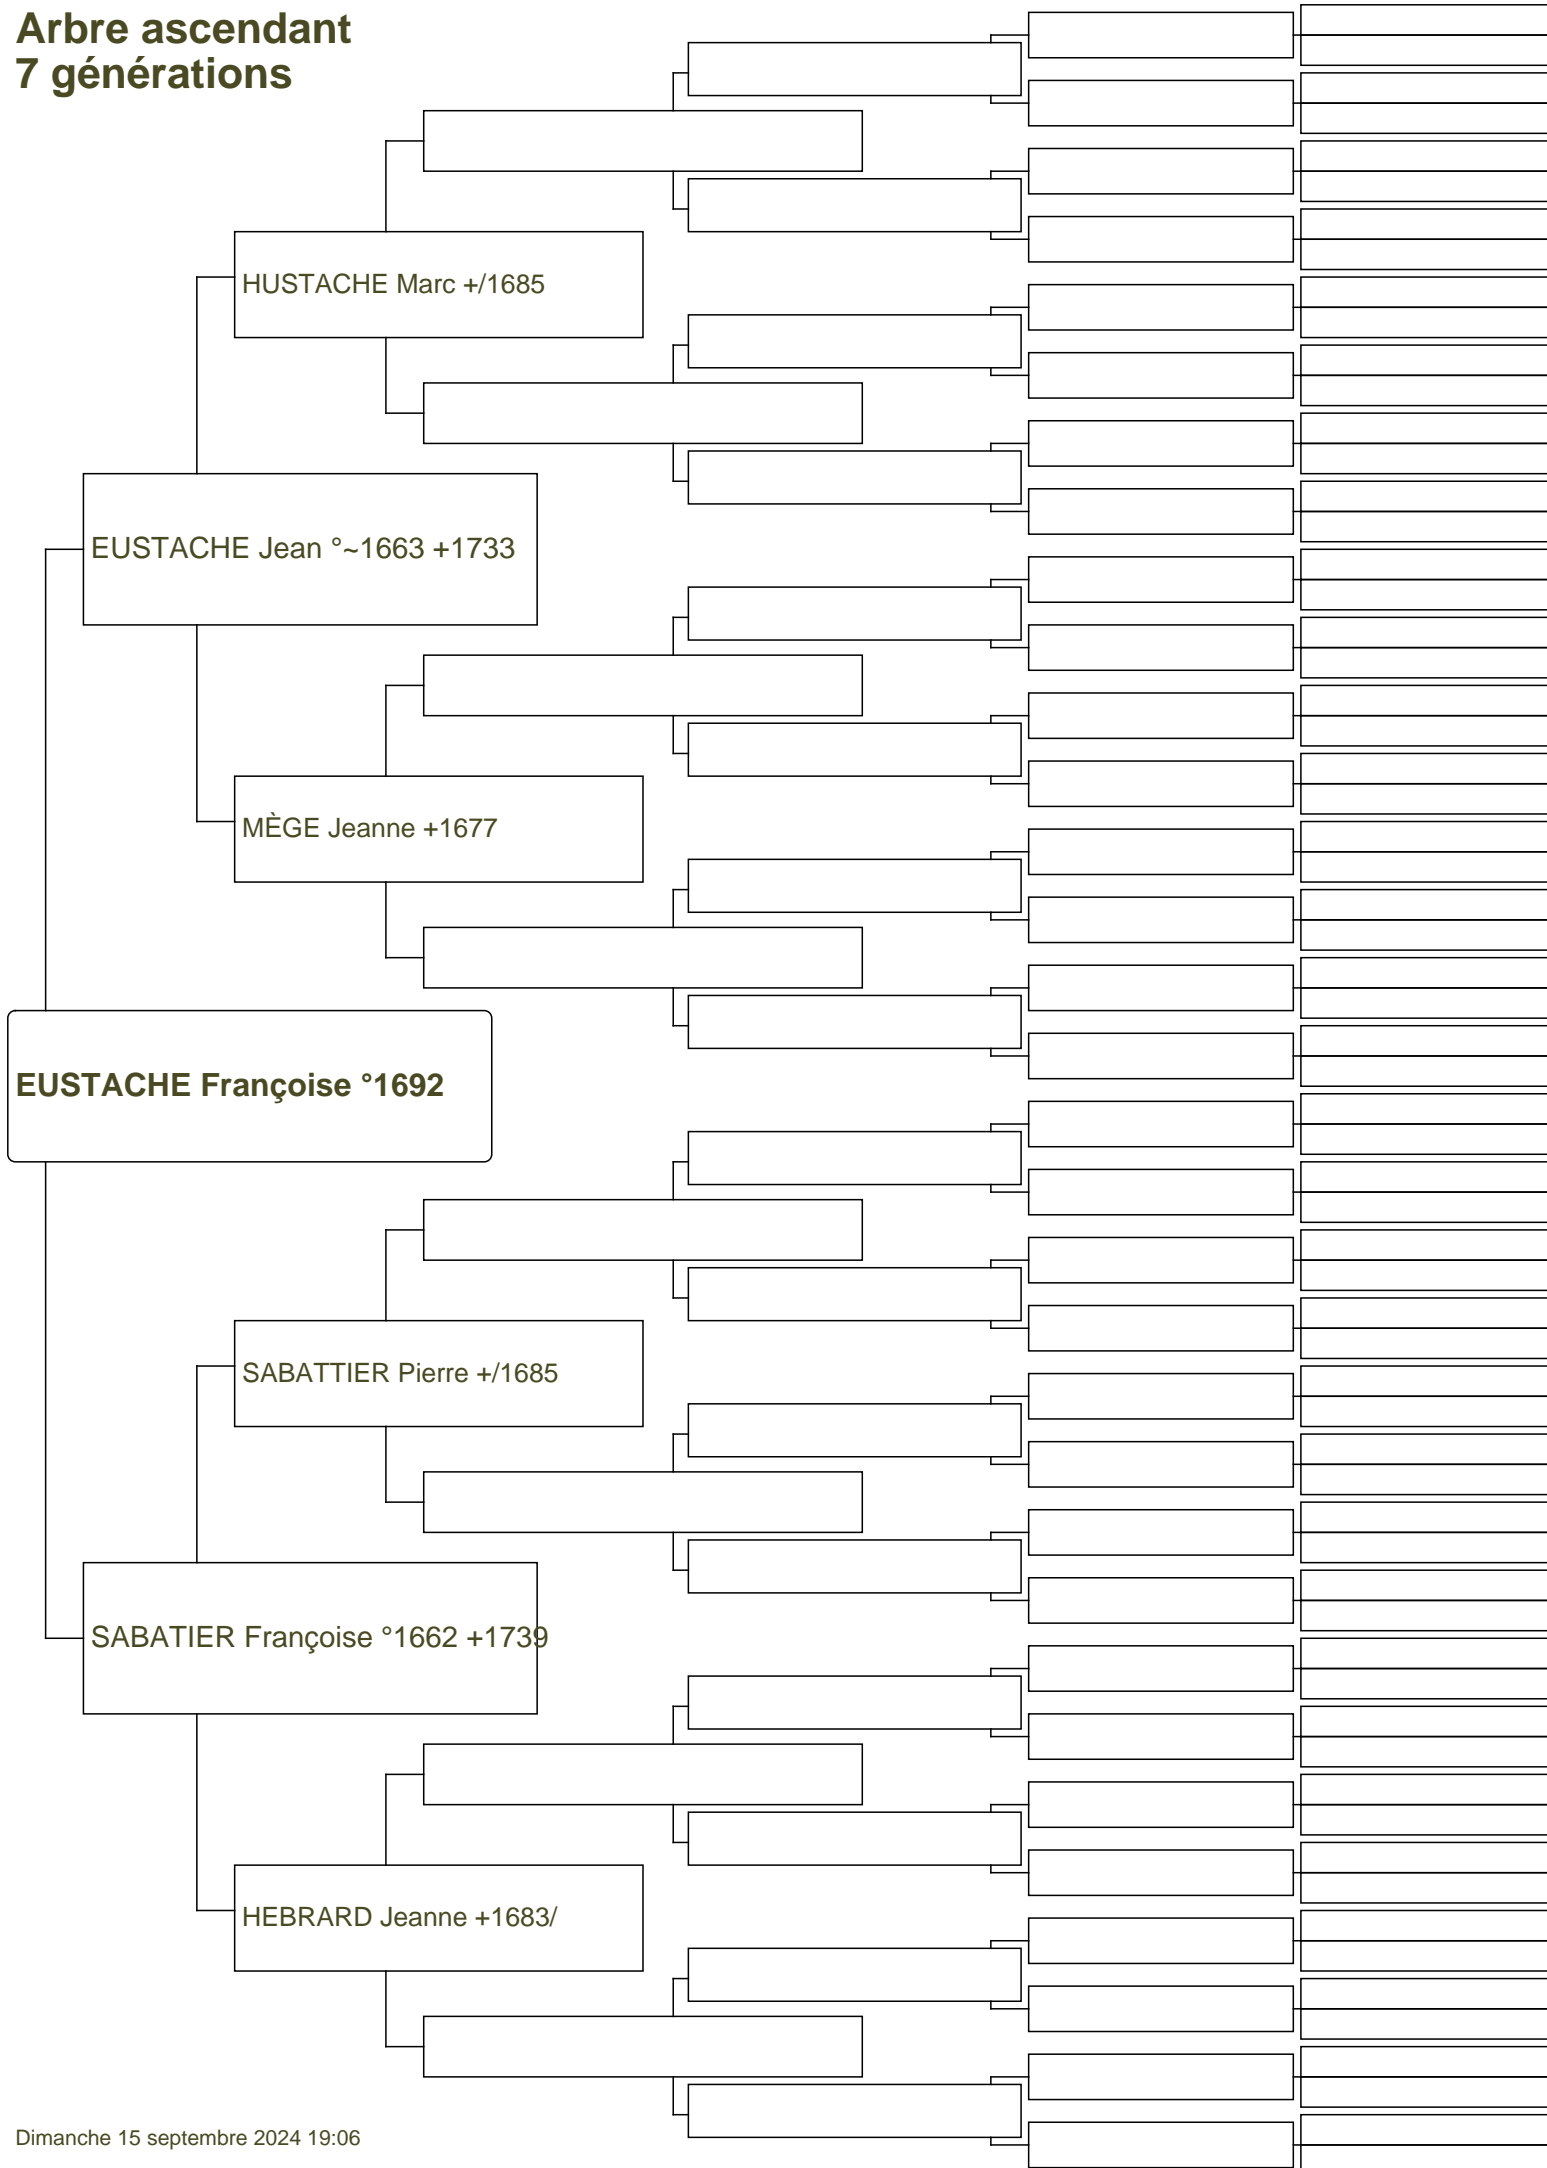 Arbre ascendant
7 générations
HUSTACHE Marc +/1685
EUSTACHE Jean °~1663 +1733
MÈGE Jeanne +1677
EUSTACHE Françoise °1692
SABATTIER Pierre +/1685
SABATIER Françoise °1662 +1739
HEBRARD Jeanne +1683/
Dimanche 15 septembre 2024 19:06